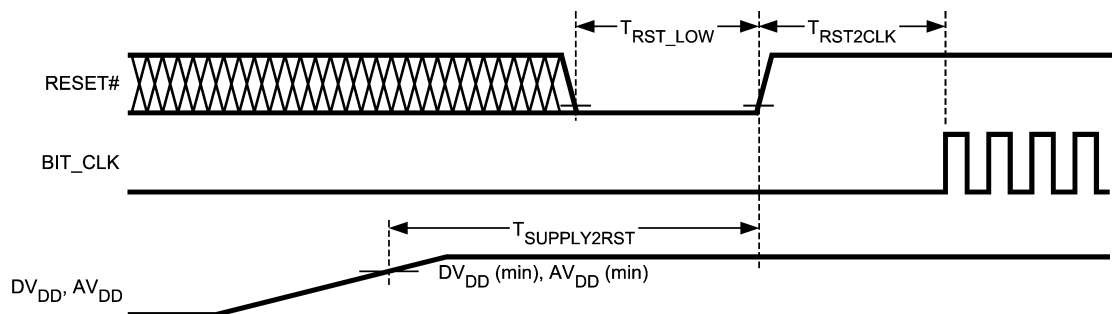 T_RST_LOW
T_RST2CLK
RESET#
BIT_CLK
T_SUPPLY2RST
DV_DD (min), AV_DD (min)
DV_DD, AV_DD